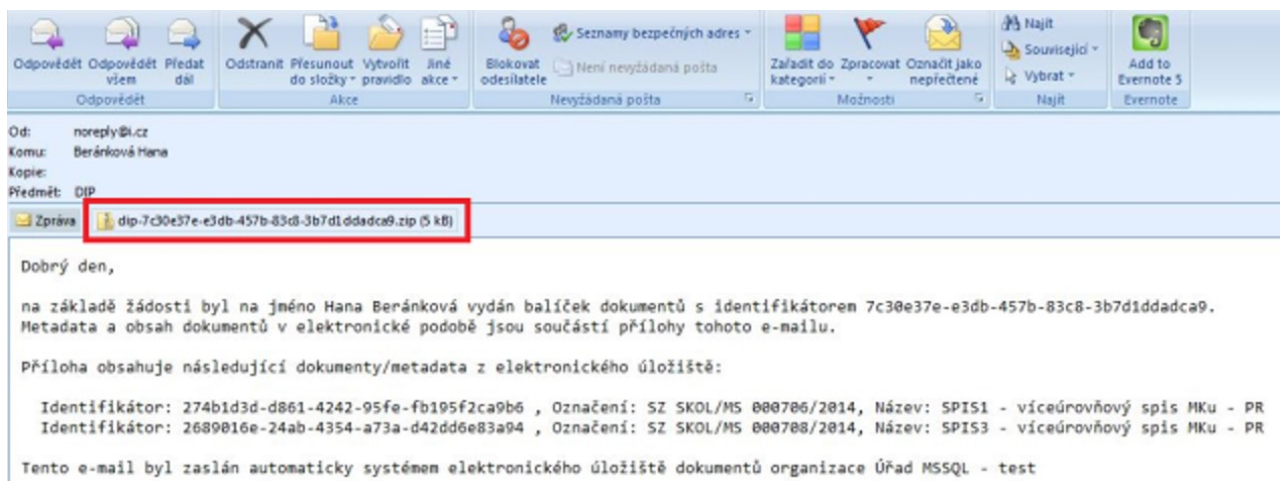 Odpovědět Odpovědět všem Předat dál
Odpovědět
Odstranit Přesunout do složky Vytvořit pravidlo Jiné akce
Akce
Blokovat odesílatele Seznamy bezpečných adres
Není nevyžádaná pošta
Nevyžádaná pošta
Zařadit do kategorií Zpracovat Označit jako nepřečtené
Možnosti
Najít
Související
Vybrat
Najít
Add to Evernote 5
Evernote
Od: noreply@i.cz
Komu: Beránková Hana
Kopie:
Předmět: DIP
Zpráva dip-7c30e37e-e3db-457b-83c8-3b7d1ddadca9.zip (5 kB)
Dobrý den,
na základě žádosti byl na jméno Hana Beránková vydán balíček dokumentů s identifikátorem 7c30e37e-e3db-457b-83c8-3b7d1ddadca9.
Metadata a obsah dokumentů v elektronické podobě jsou součástí přílohy tohoto e-mailu.
Příloha obsahuje následující dokumenty/metadata z elektronického úložiště:
Identifikátor: 274b1d3d-d861-4242-95fe-fb195f2ca9b6 , Označení: SZ SKOL/MS 000706/2014, Název: SPIS1 - víceúrovňový spis MKu - PR
Identifikátor: 2689016e-24ab-4354-a73a-d42dd6e83a94 , Označení: SZ SKOL/MS 000708/2014, Název: SPIS3 - víceúrovňový spis MKu - PR
Tento e-mail byl zaslán automaticky systémem elektronického úložiště dokumentů organizace Úřad MSSQL - test